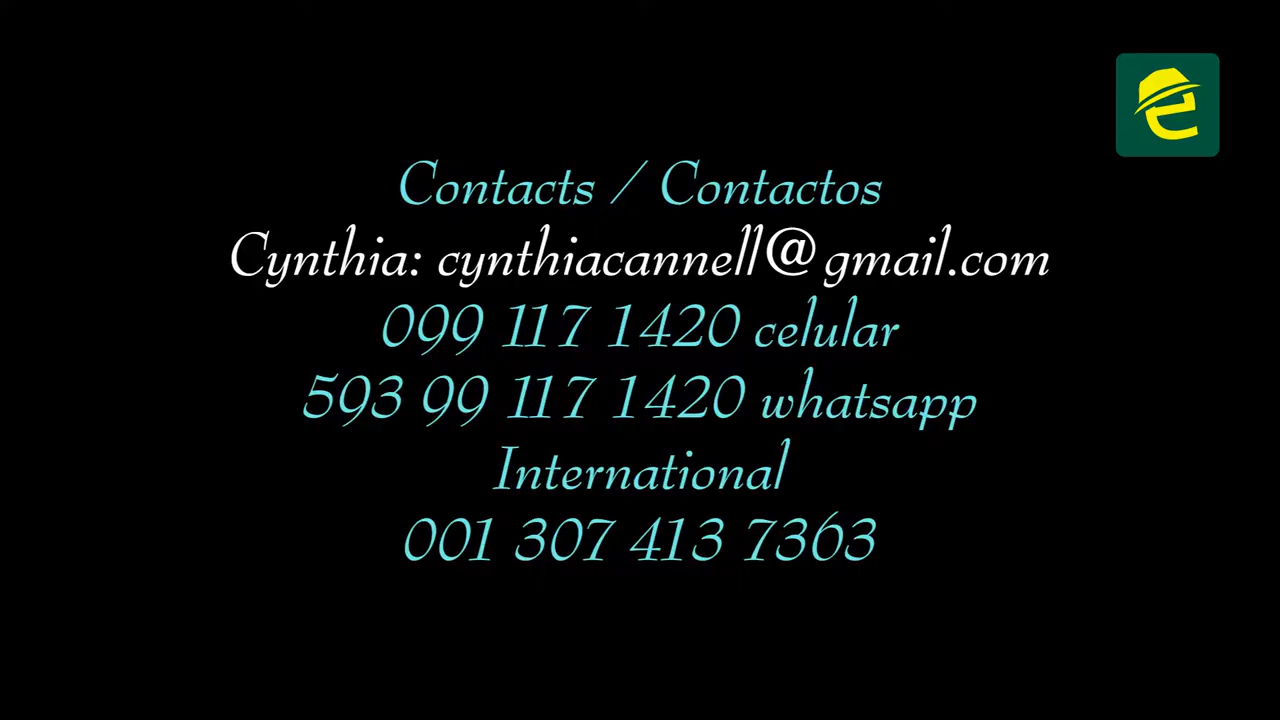 Contacts / Contactos
Cynthia: cynthiacannell@gmail.com
099 117 1420 celular
593 99 117 1420 whatsapp
International
001 307 413 7363